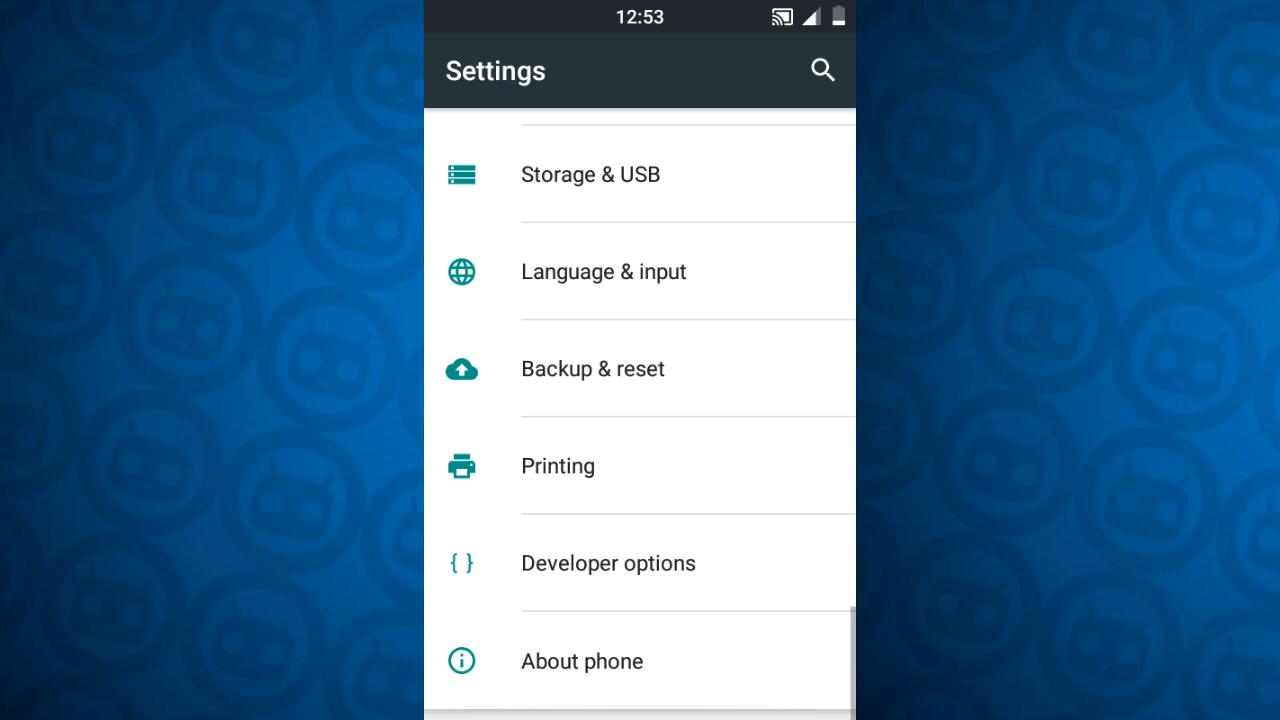 12:53
Settings
Storage & USB
Language & input
Backup & reset
Printing
Developer options
About phone